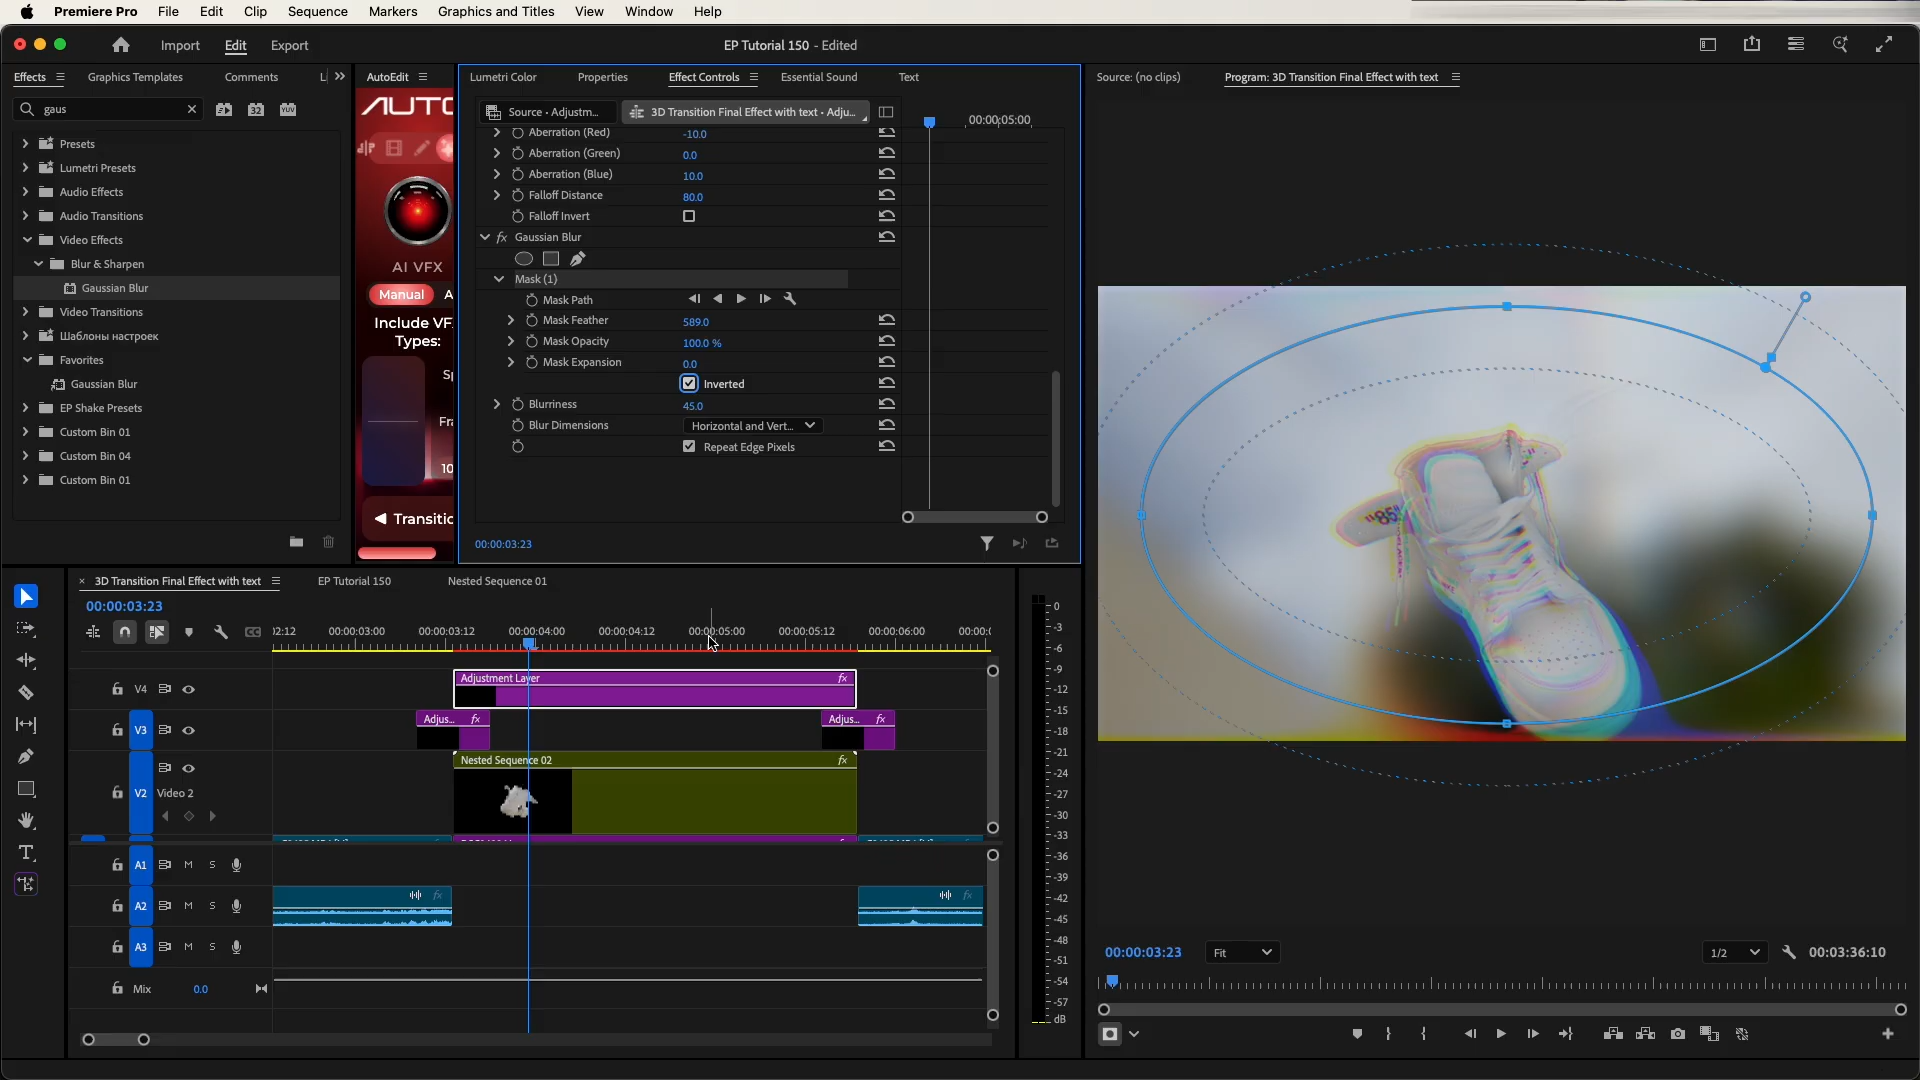 Premiere Pro File Edit Clip Sequence Markers Graphics and Titles View Window Help
Import Edit Export
EP Tutorial 150 - Edited
Effects Graphics Templates Comments L
gaus
Presets
Lumetri Presets
Audio Effects
Audio Transitions
Video Effects
Blur & Sharpen
Gaussian Blur
Video Transitions
Шаблоны настроек
Favorites
Gaussian Blur
EP Shake Presets
Custom Bin 01
Custom Bin 04
Custom Bin 01
AutoEdit
AUTO
AI VFX
Manual A
Include VF
Types:
Sp
Fra
10
Transitio
Lumetri Color Properties Effect Controls Essential Sound Text
Source • Adjustm... 3D Transition Final Effect with text • Adju...
00:00:05:00
Aberration (Red) -10.0
Aberration (Green) 0.0
Aberration (Blue) 10.0
Falloff Distance 80.0
Falloff Invert
fx Gaussian Blur
Mask (1)
Mask Path
Mask Feather 589.0
Mask Opacity 100.0 %
Mask Expansion 0.0
Inverted
Blurriness 45.0
Blur Dimensions Horizontal and Vert...
Repeat Edge Pixels
00:00:03:23
Source: (no clips) Program: 3D Transition Final Effect with text
"85"
00:00:03:23 Fit 1/2 00:03:36:10
× 3D Transition Final Effect with text EP Tutorial 150 Nested Sequence 01
00:00:03:23
02:12 00:00:03:00 00:00:03:12 00:00:04:00 00:00:04:12 00:00:05:00 00:00:05:12 00:00:06:00 00:00:
V4 Adjustment Layer fx
V3 Adjus... fx Adjus... fx
V2 Video 2 Nested Sequence 02 fx
A1 M S
A2 M S fx fx
A3 M S
Mix 0.0
0
-3
-6
-9
-12
-15
-18
-21
-24
-27
-30
-33
-36
-39
-42
-45
-48
-51
-54
-57
dB